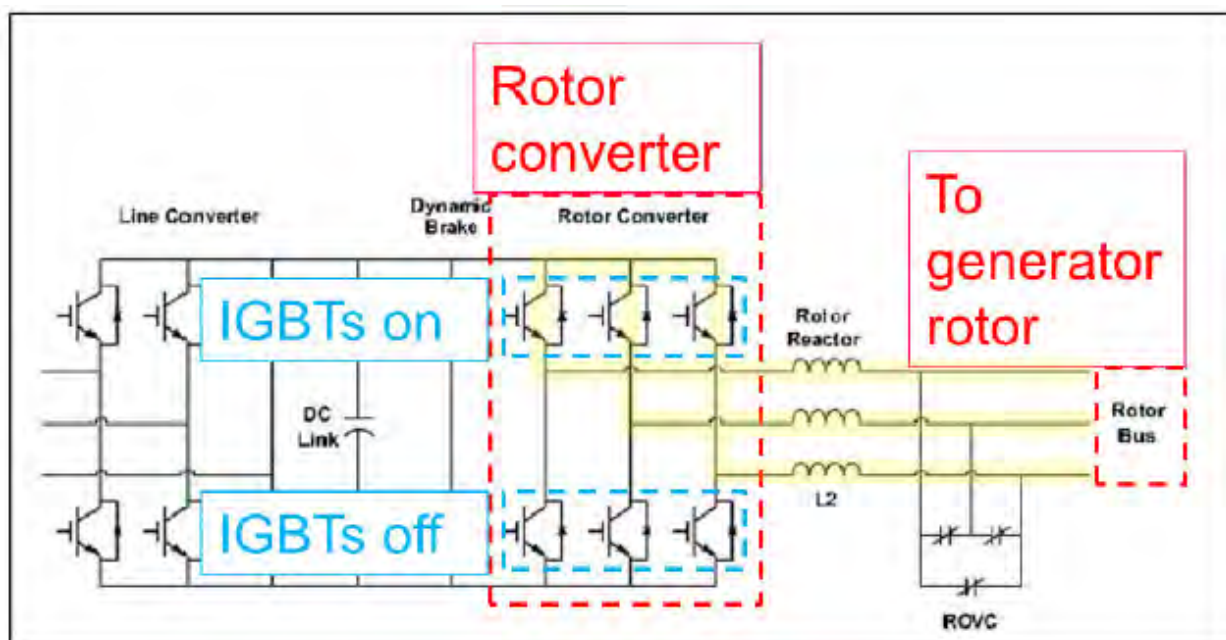 Rotor
converter
To
generator
rotor
Line Converter
Dynamic
Brake
Rotor Converter
IGBTs on
Rotor
Reactor
DC
Link
Rotor
Bus
IGBTs off
L2
ROVC